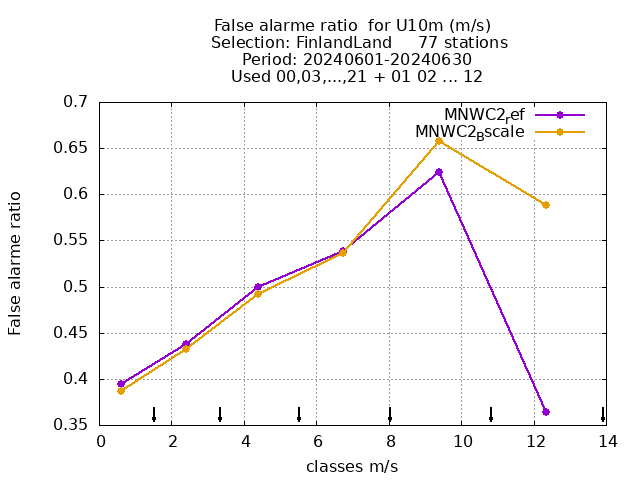 False alarme ratio  for U10m (m/s)
Selection: FinlandLand     77 stations
Period: 20240601-20240630
Used 00,03,...,21 + 01 02 ... 12
MNWC2ref
MNWC2Bscale
0.7
0.65
0.6
0.55
0.5
0.45
0.4
0.35
False alarme ratio
0 2 4 6 8 10 12 14
classes m/s